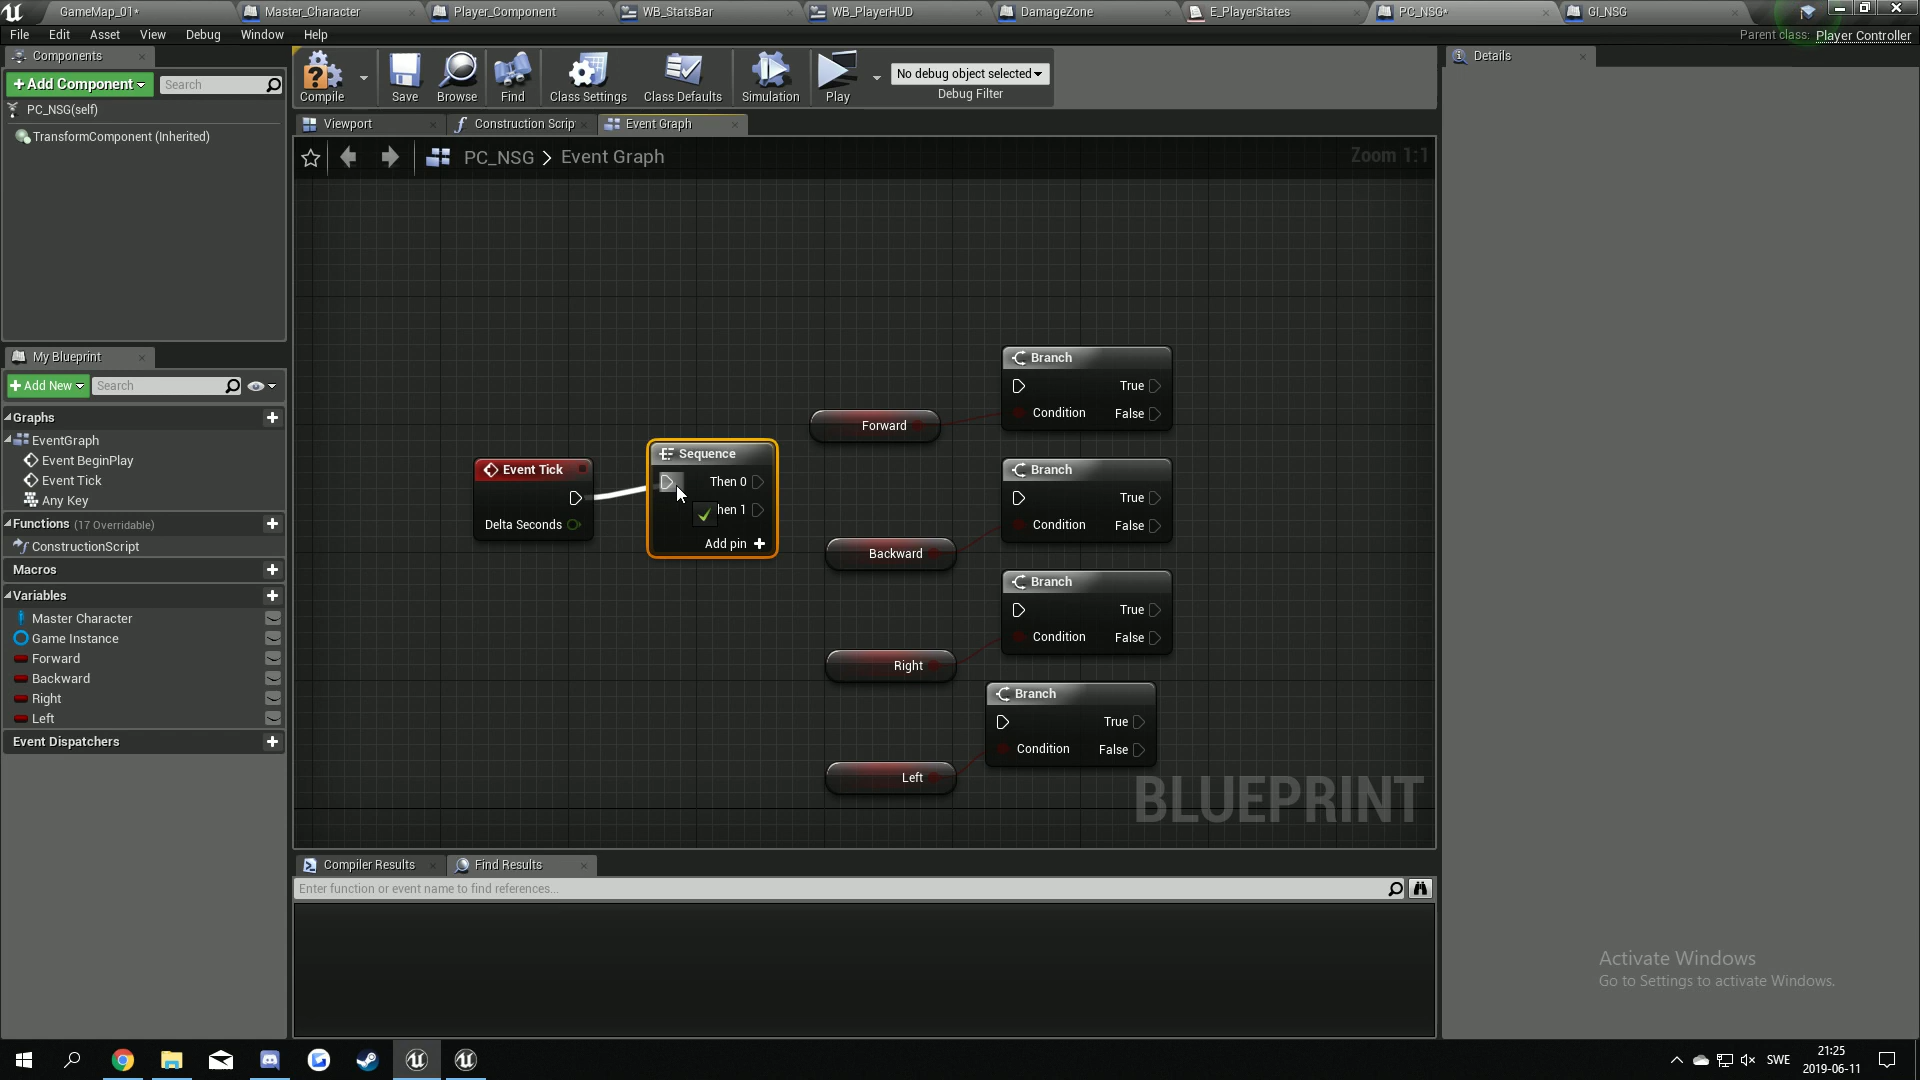 GameMap_01*
Master_Character
Player_Component
WB_StatsBar
WB_PlayerHUD
DamageZone
E_PlayerStates
PC_NSG*
GI_NSG
File Edit Asset View Debug Window Help
Parent class: Player Controller
Components
+Add Component
Search
PC_NSG(self)
TransformComponent (Inherited)
Compile
Save
Browse
Find
Class Settings
Class Defaults
Simulation
Play
No debug object selected
Debug Filter
Details
Viewport
Construction Scrip
Event Graph
PC_NSG > Event Graph
Zoom 1:1
My Blueprint
+Add New
Search
Graphs
EventGraph
Event BeginPlay
Event Tick
Any Key
Functions (17 Overridable)
ConstructionScript
Macros
Variables
Master Character
Game Instance
Forward
Backward
Right
Left
Event Dispatchers
Event Tick
Delta Seconds
Sequence
Then 0
hen 1
Add pin
Forward
Backward
Right
Left
Branch
True
Condition
False
Branch
True
Condition
False
Branch
True
Condition
False
Branch
True
Condition
False
BLUEPRINT
Compiler Results
Find Results
Enter function or event name to find references...
Activate Windows
Go to Settings to activate Windows.
SWE
21:25
2019-06-11